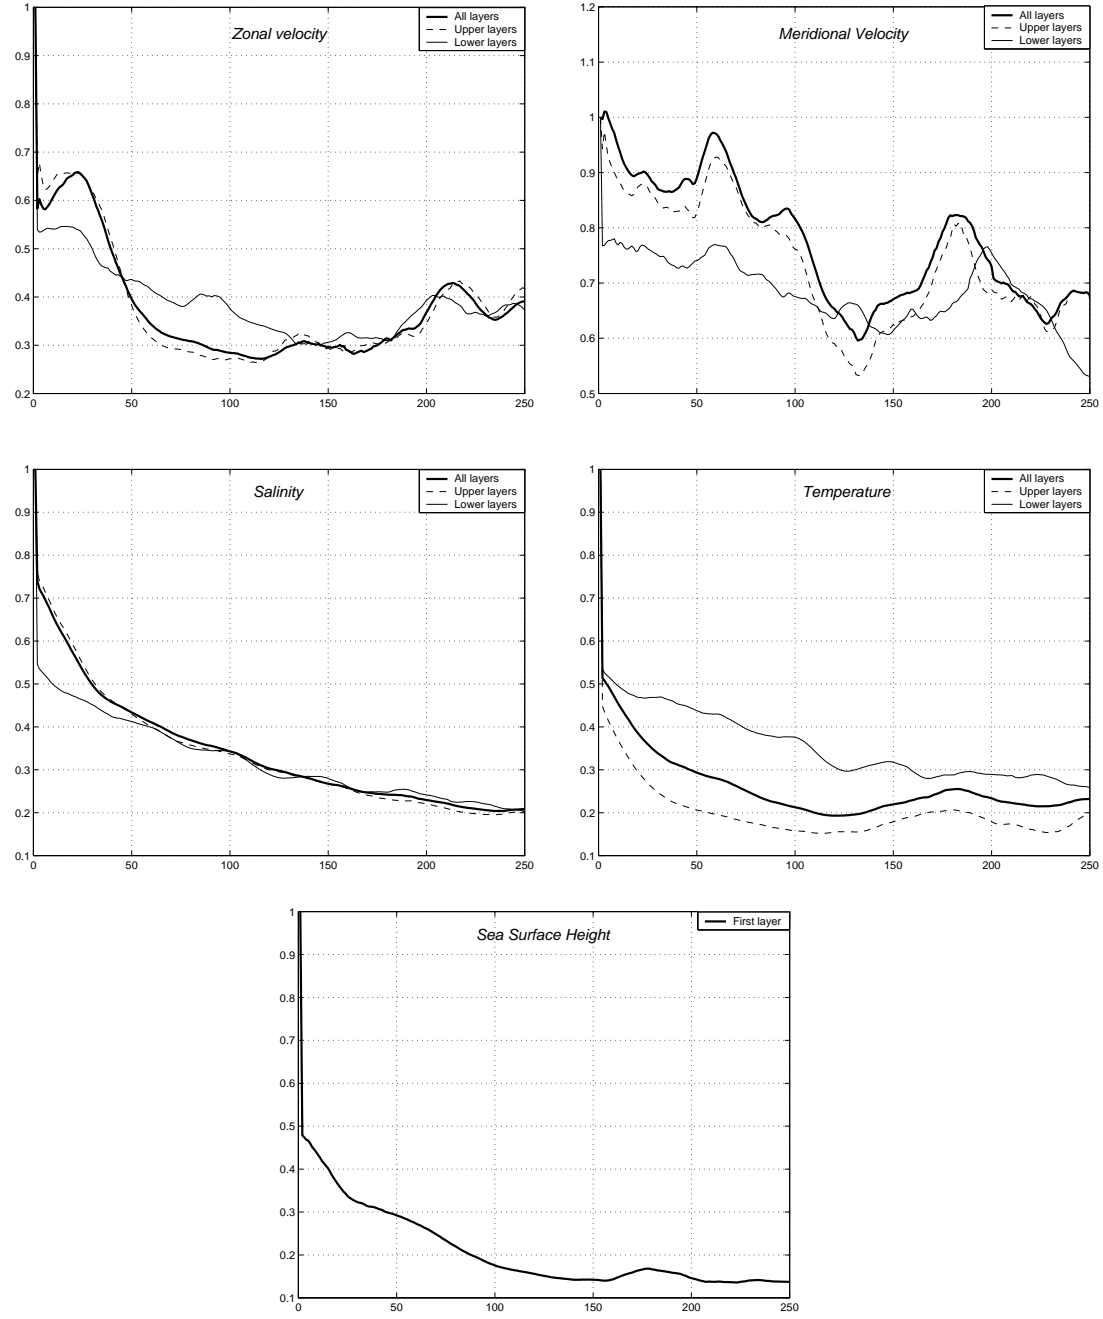 Zonal velocity
All layers
Upper layers
Lower layers
1
0.9
0.8
0.7
0.6
0.5
0.4
0.3
0.2
0 50 100 150 200 250
Meridional Velocity
All layers
Upper layers
Lower layers
1.2
1.1
1
0.9
0.8
0.7
0.6
0.5
0 50 100 150 200 250
Salinity
All layers
Upper layers
Lower layers
1
0.9
0.8
0.7
0.6
0.5
0.4
0.3
0.2
0.1
0 50 100 150 200 250
Temperature
All layers
Upper layers
Lower layers
1
0.9
0.8
0.7
0.6
0.5
0.4
0.3
0.2
0.1
0 50 100 150 200 250
Sea Surface Height
First layer
1
0.9
0.8
0.7
0.6
0.5
0.4
0.3
0.2
0.1
0 50 100 150 200 250